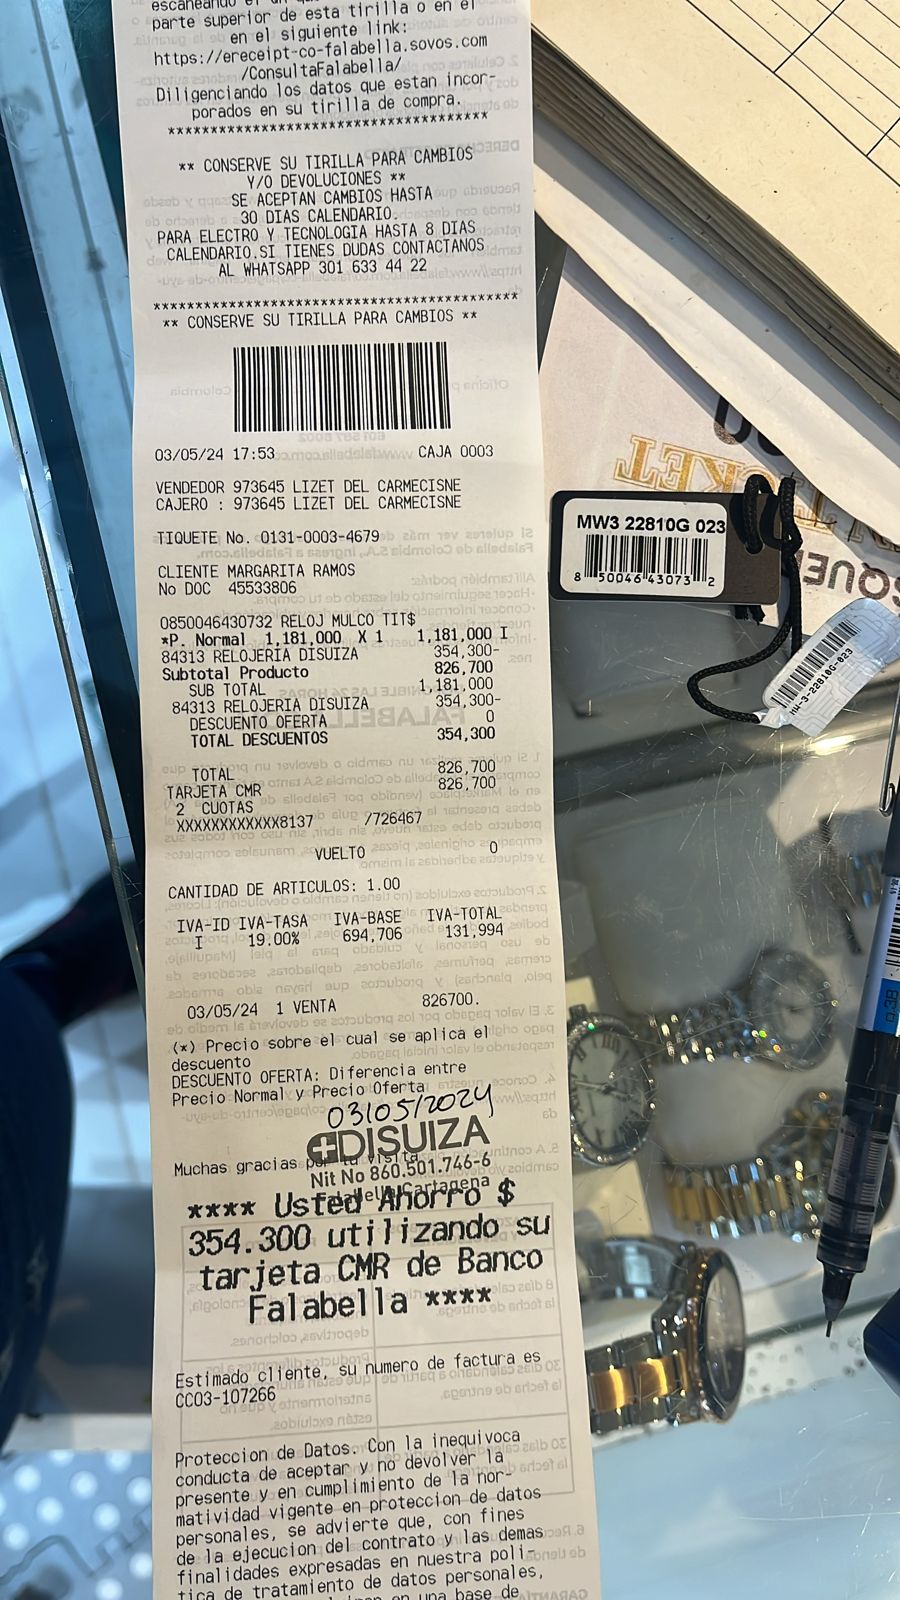 parte superior de esta tirilla o en el
en el siguiente link:
https://ereceipt-co-falabella.sovos.com
/ConsultaFalabella/
Diligenciando los datos que estan incor-
porados en su tirilla de compra.
**************************************
** CONSERVE SU TIRILLA PARA CAMBIOS
Y/O DEVOLUCIONES **
SE ACEPTAN CAMBIOS HASTA
30 DIAS CALENDARIO.
PARA ELECTRO Y TECNOLOGIA HASTA 8 DIAS
CALENDARIO.SI TIENES DUDAS CONTACTANOS
AL WHATSAPP 301 633 44 22
******************************************
** CONSERVE SU TIRILLA PARA CAMBIOS **
03/05/24 17:53 CAJA 0003
VENDEDOR 973645 LIZET DEL CARMECISNE
CAJERO : 973645 LIZET DEL CARMECISNE
TIQUETE No. 0131-0003-4679
CLIENTE MARGARITA RAMOS
No DOC 45533806
0850046430732 RELOJ MULCO TIT$
*P. Normal 1,181,000 X 1 1,181,000 I
84313 RELOJERIA DISUIZA 354,300-
Subtotal Producto 826,700
SUB TOTAL 1,181,000
84313 RELOJERIA DISUIZA 354,300-
DESCUENTO OFERTA 0
TOTAL DESCUENTOS 354,300
TOTAL 826,700
TARJETA CMR 826,700
2 CUOTAS
XXXXXXXXXXXX8137 /726467
VUELTO 0
CANTIDAD DE ARTICULOS: 1.00
IVA-ID IVA-TASA IVA-BASE IVA-TOTAL
I 19.00% 694,706 131,994
03/05/24 1 VENTA 826700.
(*) Precio sobre el cual se aplica el
descuento
DESCUENTO OFERTA: Diferencia entre
Precio Normal y Precio Oferta
03/05/2024
DISUIZA
Muchas gracias por tu visita
Nit No 860.501.746-6
Falabella Cartagena
**** Usted Ahorro $
354.300 utilizando su
tarjeta CMR de Banco
Falabella ****
Estimado cliente, su numero de factura es
CC03-107266
Proteccion de Datos. Con la inequivoca
conducta de aceptar y no devolver la
presente y en cumplimiento de la nor-
matividad vigente en proteccion de datos
personales, se advierte que, con fines
de la ejecucion del contrato y las demas
finalidades expresadas en nuestra poli-
tica de tratamiento de datos personales,
en una base de
MW3 22810G 023
8 50046 43073 2
MW-3-22810G-023
TICKET
0.38